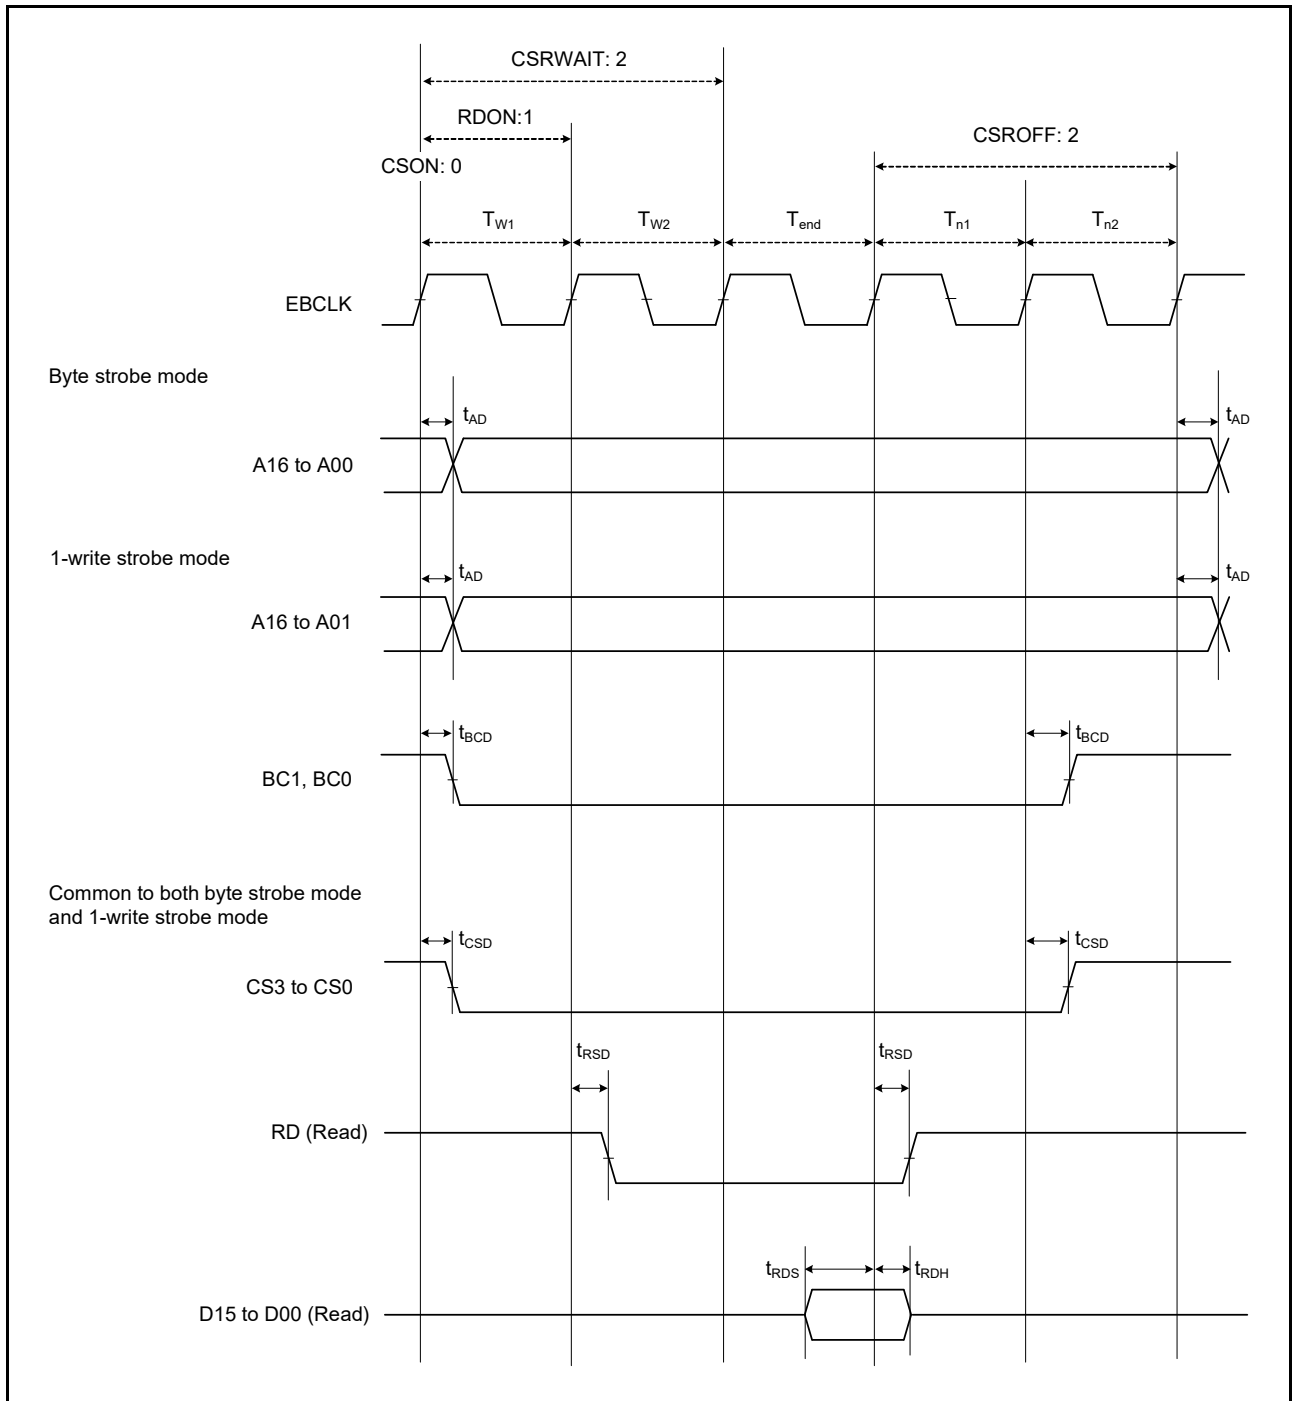 CSRWAIT: 2
RDON:1
CSROFF: 2
CSON: 0
TW1 TW2 Tend Tn1 Tn2
EBCLK
Byte strobe mode
tAD tAD
A16 to A00
1-write strobe mode
tAD tAD
A16 to A01
tBCD tBCD
BC1, BC0
Common to both byte strobe mode
and 1-write strobe mode
tCSD tCSD
CS3 to CS0
tRSD tRSD
RD (Read)
tRDS tRDH
D15 to D00 (Read)